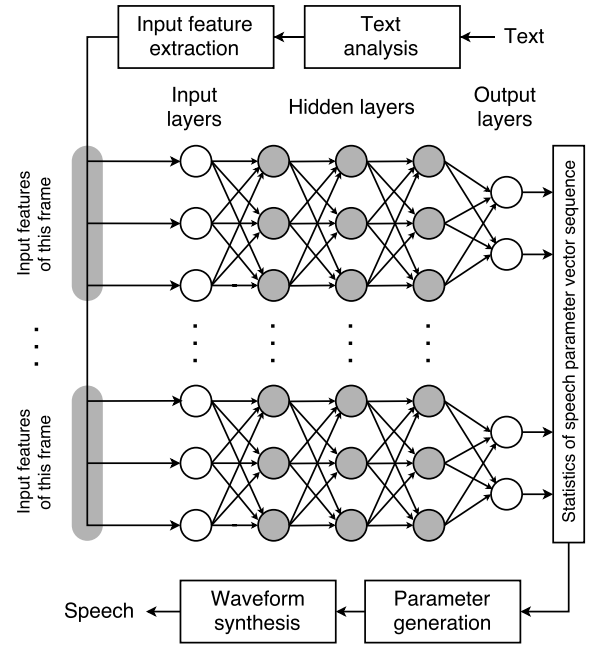 Input feature
extraction
Text
analysis
Text
Input
layers
Hidden layers
Output
layers
Input features
of this frame
Statistics of speech parameter vector sequence
. . .
Input features
of this frame
Speech
Waveform
synthesis
Parameter
generation